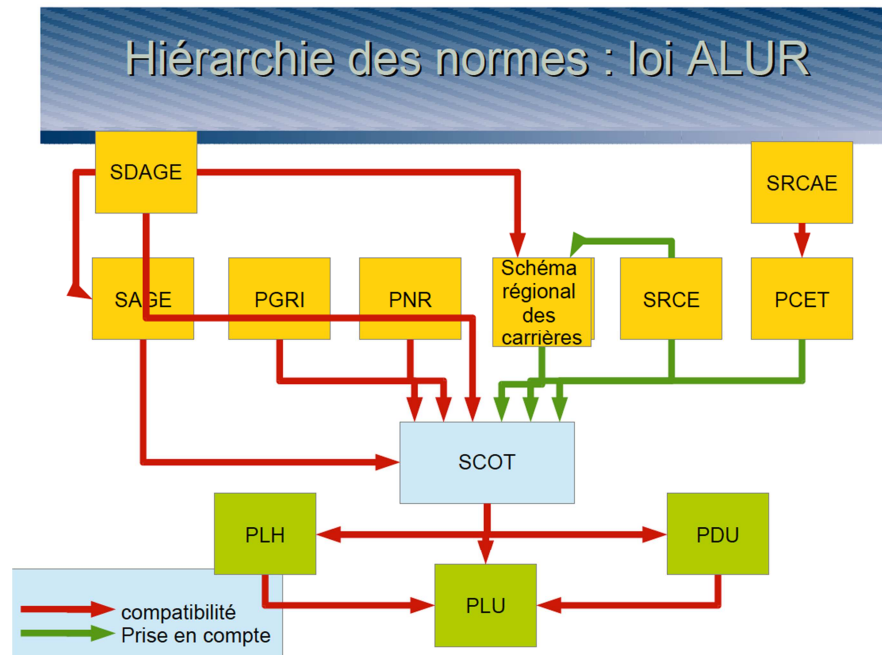 Hiérarchie des normes : loi ALUR
SDAGE
SRCAE
SAGE
PGRI
PNR
Schéma
régional
des
carrières
SRCE
PCET
SCOT
PLH
PDU
PLU
compatibilité
Prise en compte